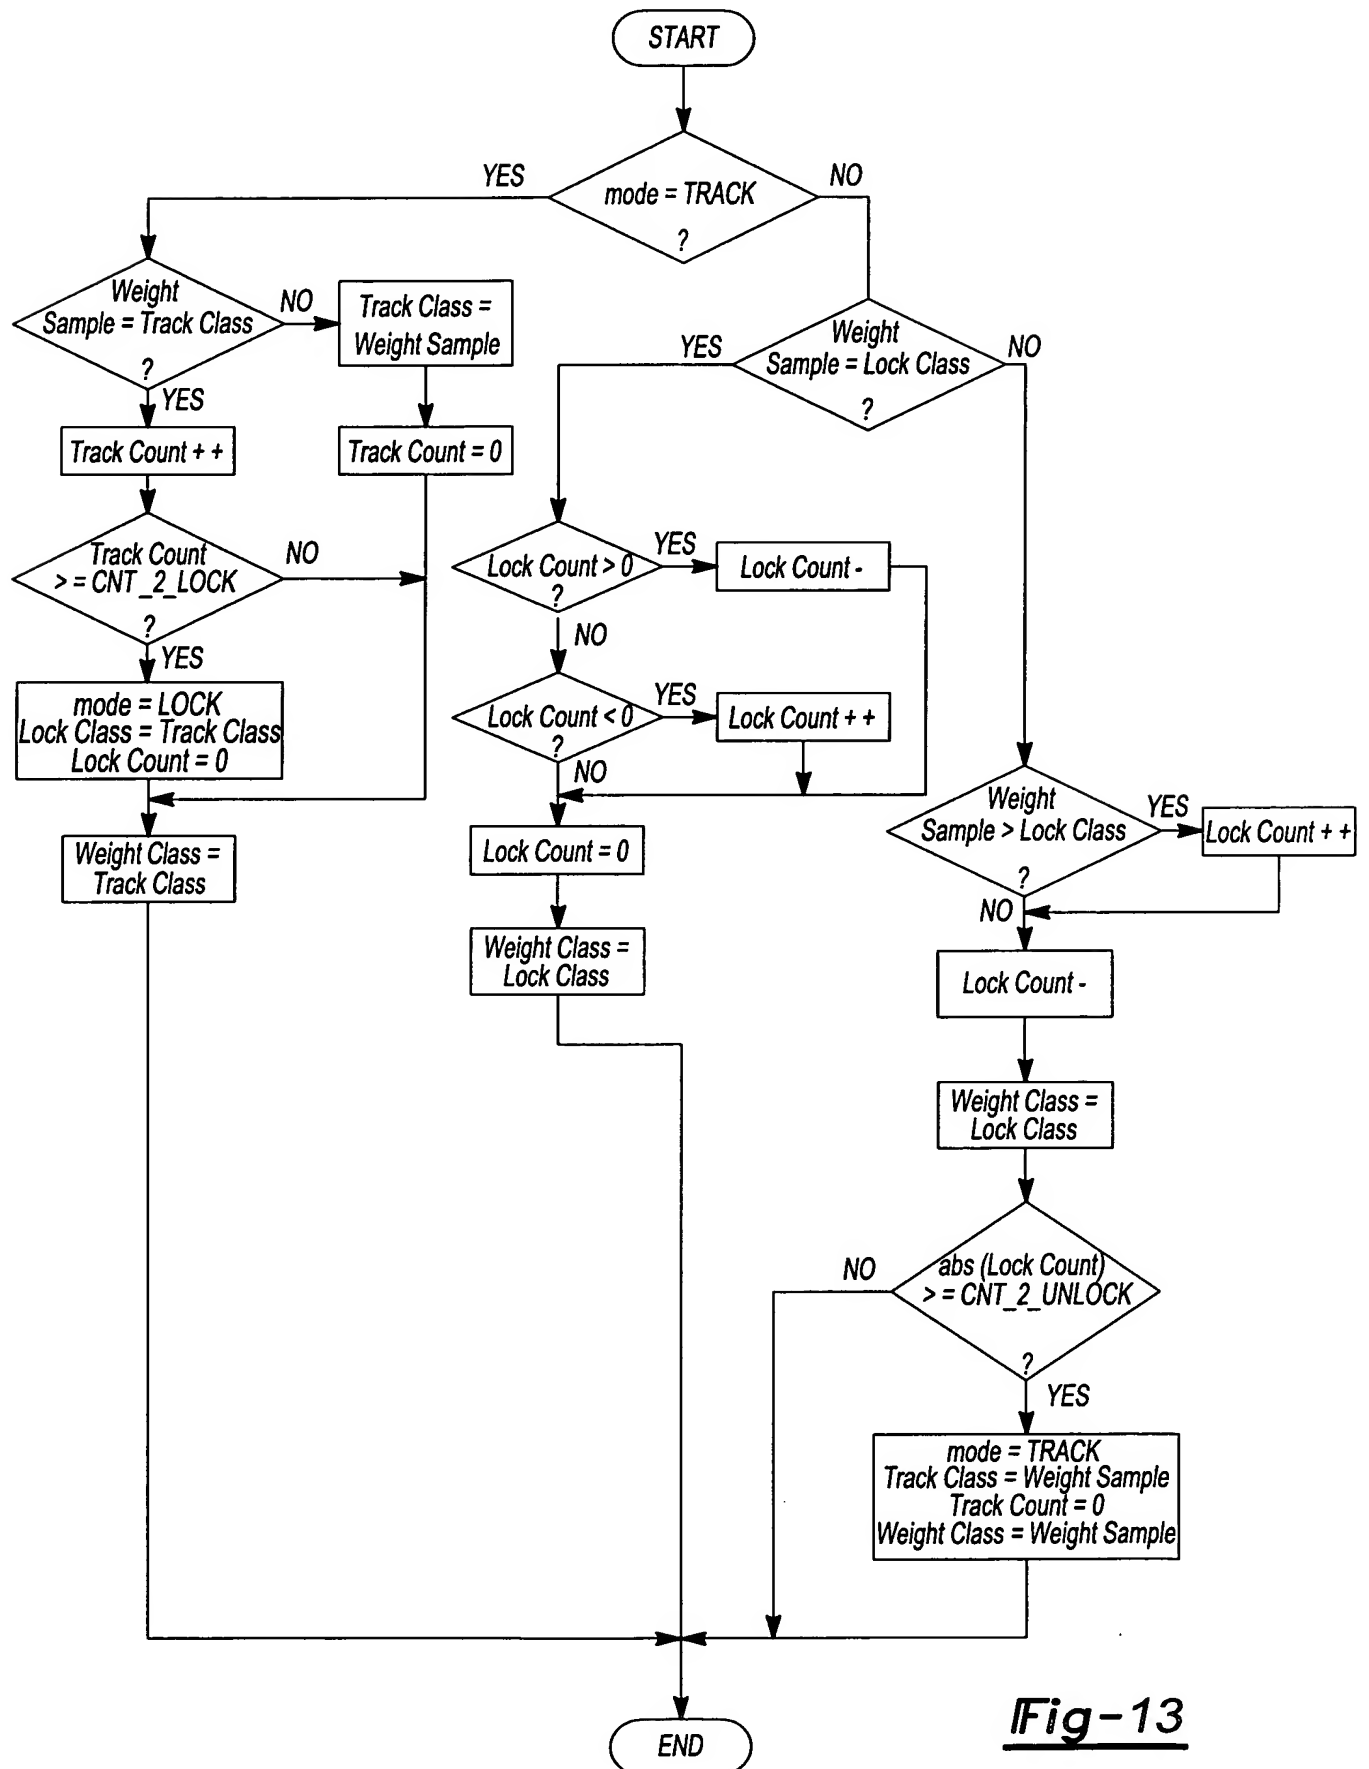 START
YES
mode = TRACK
?
NO
Weight
Sample = Track Class
?
NO
Track Class =
Weight Sample
YES
Track Count + +
Track Count = 0
Track Count
> = CNT_2_LOCK
?
NO
YES
mode = LOCK
Lock Class = Track Class
Lock Count = 0
Weight Class =
Track Class
YES
Weight
Sample = Lock Class
?
NO
Lock Count > 0
?
YES
Lock Count -
NO
Lock Count < 0
?
YES
Lock Count + +
NO
Lock Count = 0
Weight Class =
Lock Class
Weight
Sample > Lock Class
?
YES
Lock Count + +
NO
Lock Count -
Weight Class =
Lock Class
abs (Lock Count)
> = CNT_2_UNLOCK
?
NO
YES
mode = TRACK
Track Class = Weight Sample
Track Count = 0
Weight Class = Weight Sample
END
Fig-13